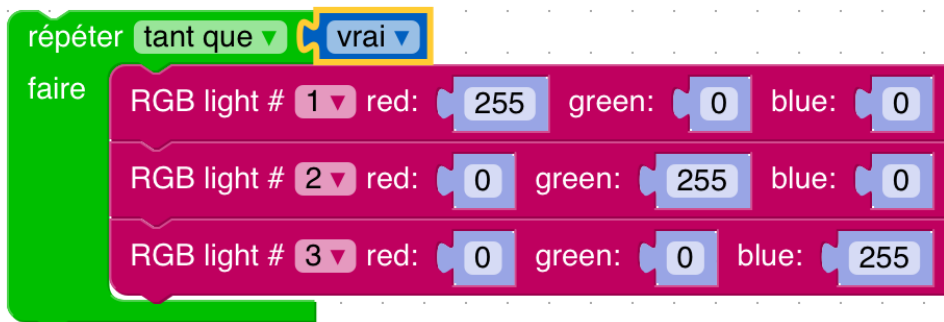 répéter tant que vrai
faire
RGB light # 1 red: 255 green: 0 blue: 0
RGB light # 2 red: 0 green: 255 blue: 0
RGB light # 3 red: 0 green: 0 blue: 255